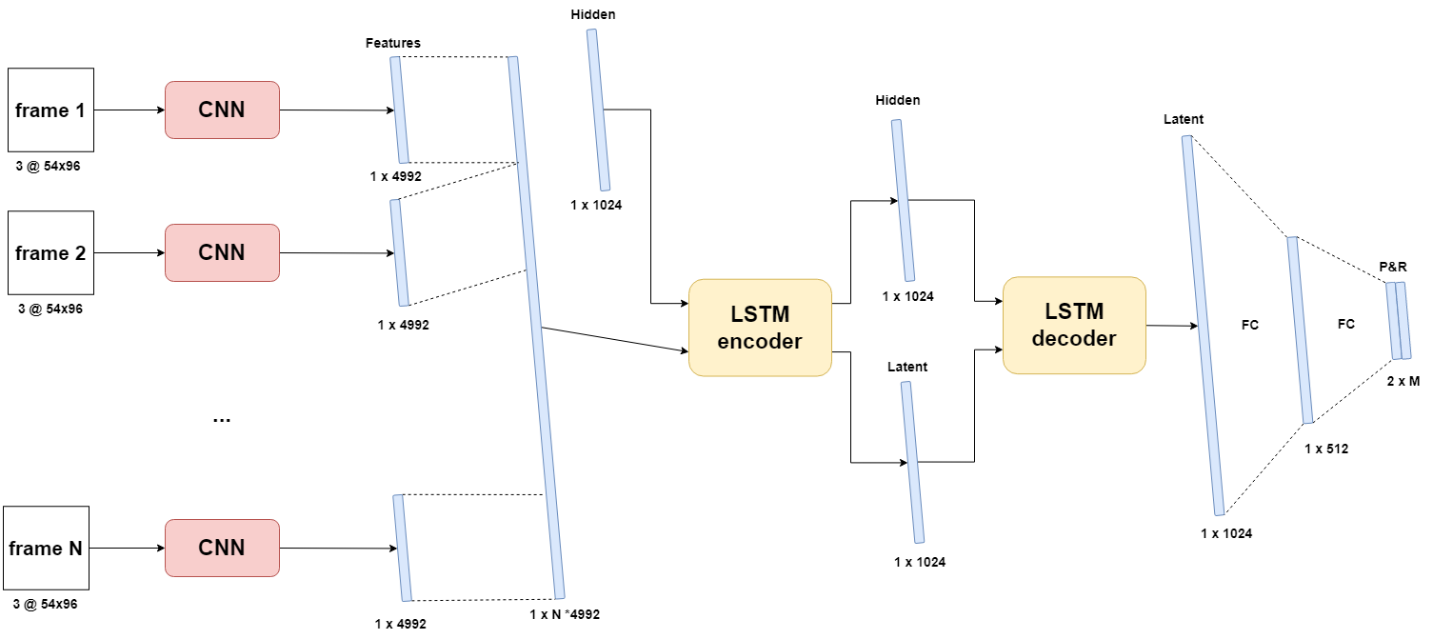 Hidden
Features
frame 1
CNN
3 @ 54x96
1 x 4992
1 x 1024
frame 2
CNN
3 @ 54x96
1 x 4992
...
frame N
CNN
3 @ 54x96
1 x 4992
1 x N *4992
LSTM
encoder
Hidden
1 x 1024
Latent
1 x 1024
LSTM
decoder
Latent
1 x 1024
FC
1 x 512
FC
P&R
2 x M